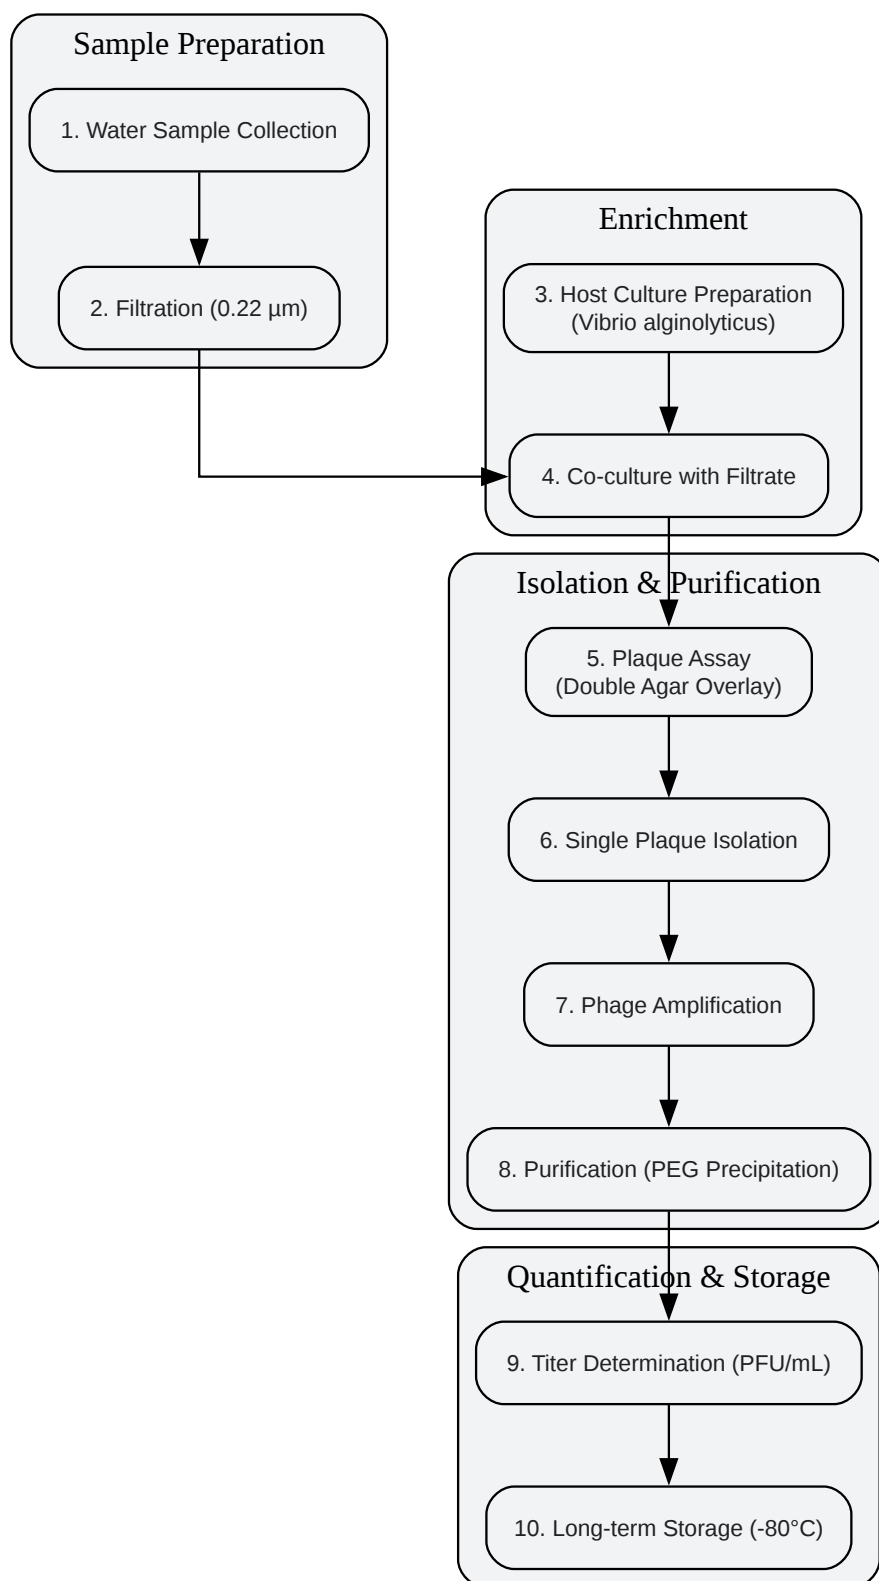 Sample Preparation
1. Water Sample Collection
2. Filtration (0.22 µm)
Enrichment
3. Host Culture Preparation
(Vibrio alginolyticus)
4. Co-culture with Filtrate
Isolation & Purification
5. Plaque Assay
(Double Agar Overlay)
6. Single Plaque Isolation
7. Phage Amplification
8. Purification (PEG Precipitation)
Quantification & Storage
9. Titer Determination (PFU/mL)
10. Long-term Storage (-80°C)